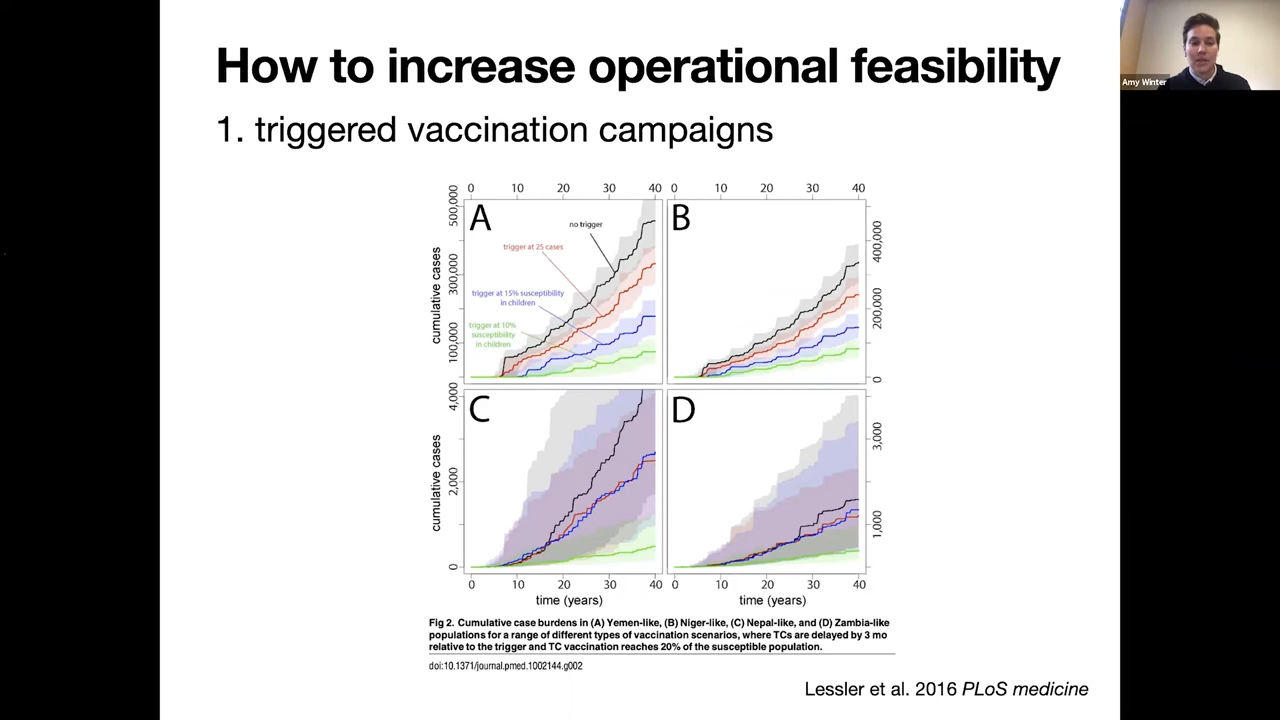 How to increase operational feasibility
Amy Winter
1. triggered vaccination campaigns
0 10 20 30 40 0 10 20 30 40
A
B
no trigger
trigger at 25 cases
trigger at 15% susceptibility
in children
trigger at 10%
susceptibility
in children
cumulative cases
500,000
300,000
100,000
400,000
200,000
0
C
D
cumulative cases
4,000
2,000
0
3,000
1,000
0 10 20 30 40 0 10 20 30 40
time (years) time (years)
Fig 2. Cumulative case burdens in (A) Yemen-like, (B) Niger-like, (C) Nepal-like, and (D) Zambia-like
populations for a range of different types of vaccination scenarios, where TCs are delayed by 3 mo
relative to the trigger and TC vaccination reaches 20% of the susceptible population.
doi:10.1371/journal.pmed.1002144.g002
Lessler et al. 2016 PLoS medicine